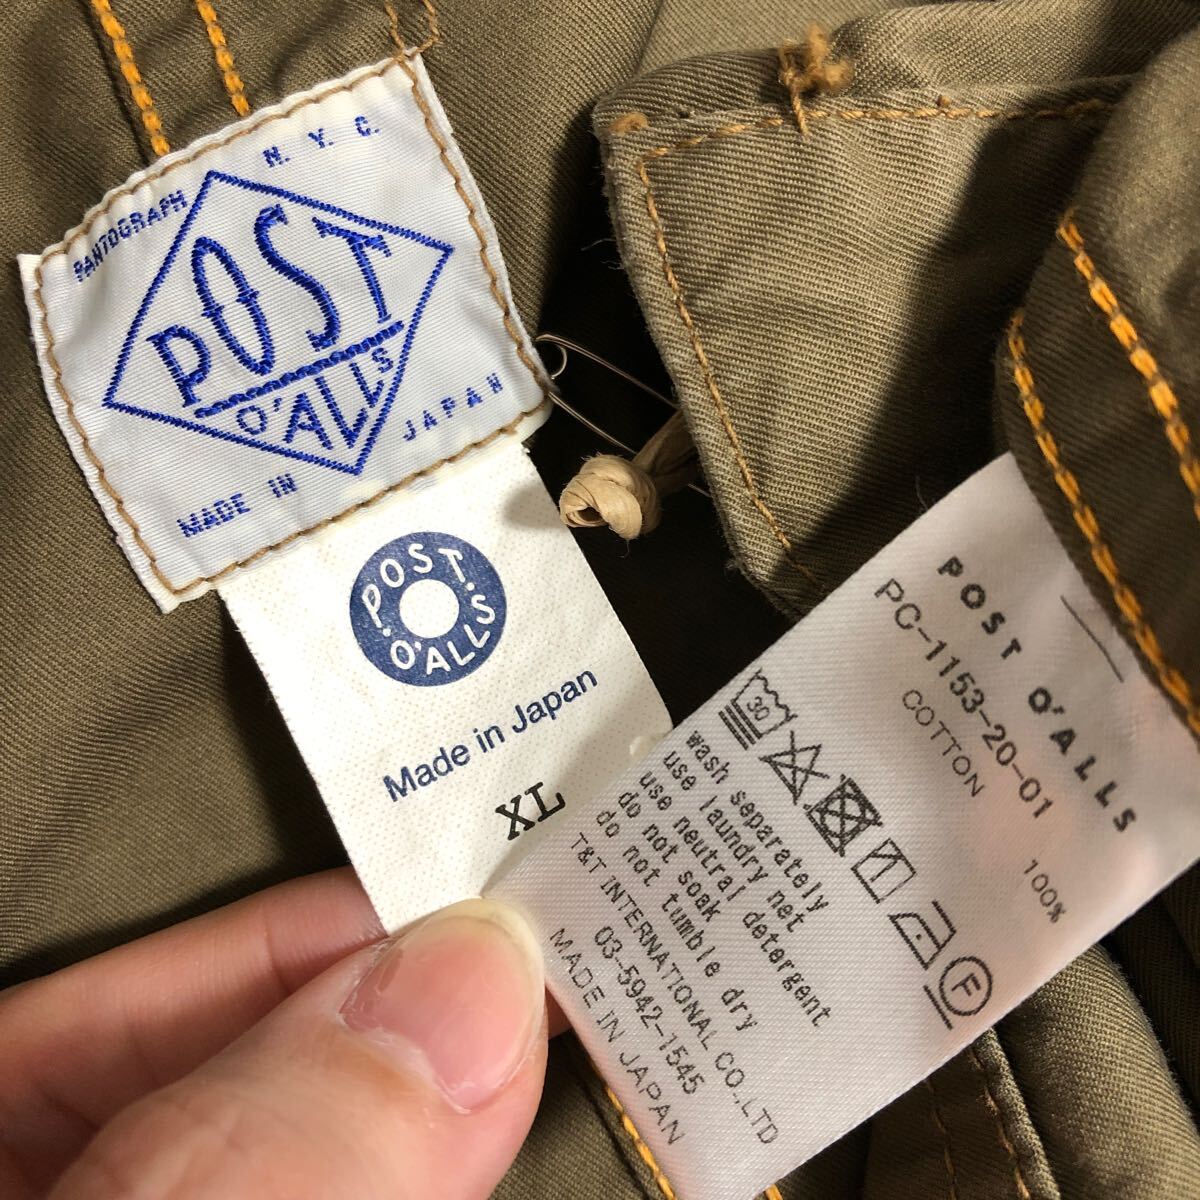 PANTOGRAPH N.Y.C.
POST
O'ALLS
MADE IN JAPAN
POST.
O'ALLS
Made in Japan
XL
POST O'ALLS
PC-1153-20-01
COTTON 100%
30
F
wash separately
use laundry net
use neutral detergent
do not soak
do not tumble dry
T&T INTERNATIONAL CO.,LTD
03-5942-1545
MADE IN JAPAN